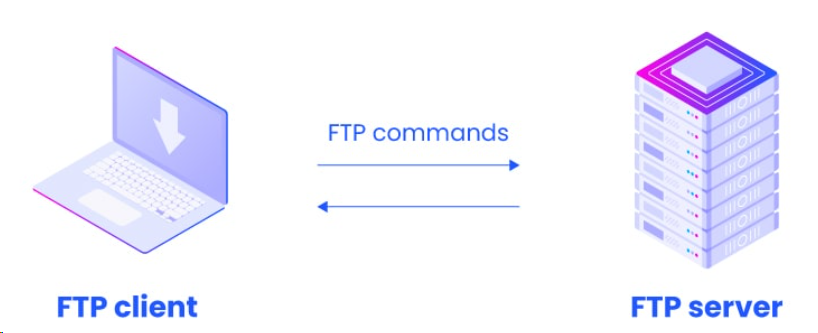 FTP commands
FTP client
FTP server